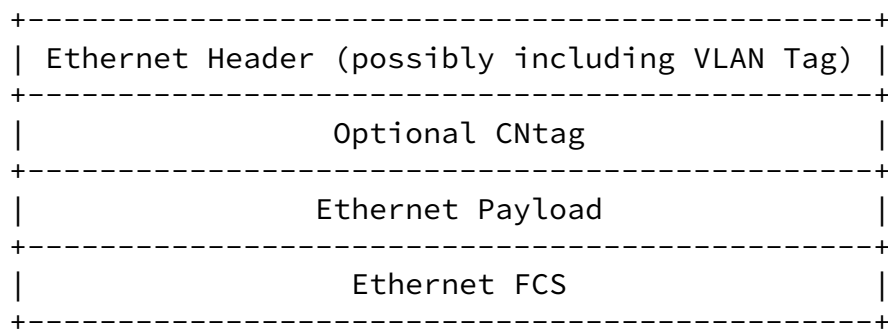 +-----------------------------------------------+
| Ethernet Header (possibly including VLAN Tag) |
+-----------------------------------------------+
|                 Optional CNtag                |
+-----------------------------------------------+
|                Ethernet Payload               |
+-----------------------------------------------+
|                  Ethernet FCS                 |
+-----------------------------------------------+